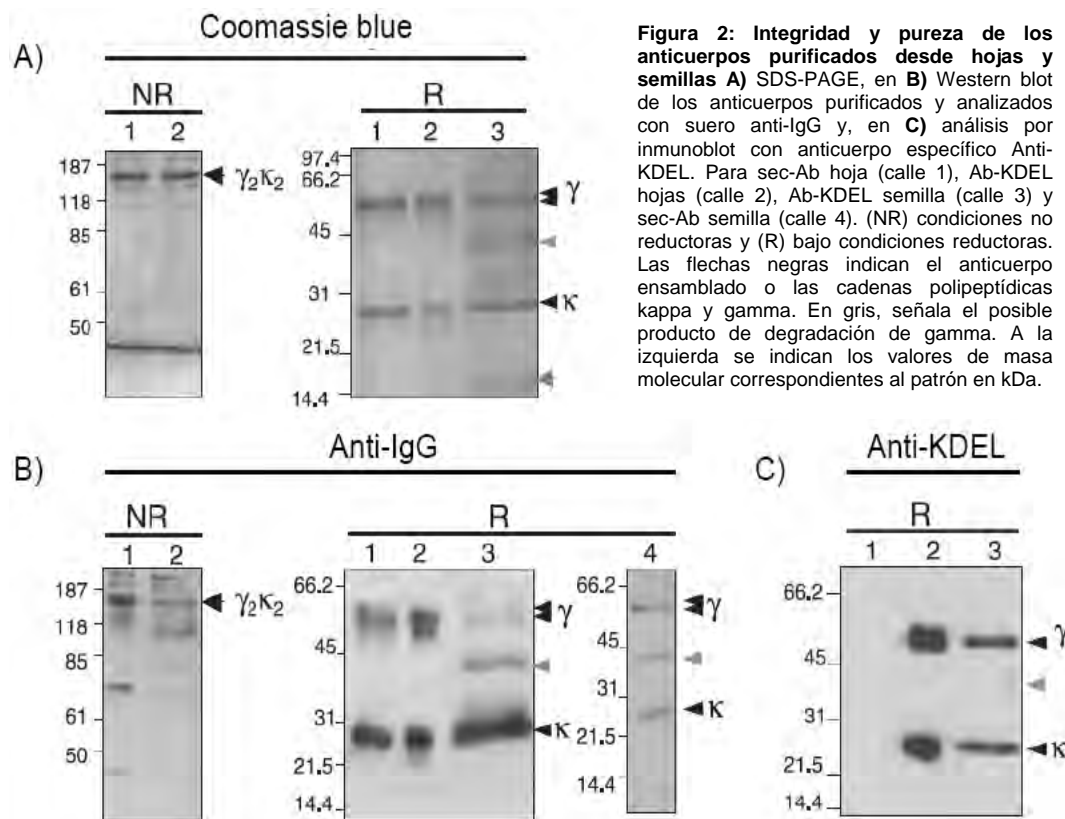 Coomassie blue
A)
NR
R
1 2
1 2 3
187
118
85
61
50
γ₂κ₂
97.4
66.2
45
31
21.5
14.4
γ
κ
Figura 2: Integridad y pureza de los
anticuerpos purificados desde hojas y
semillas A) SDS-PAGE, en B) Western blot
de los anticuerpos purificados y analizados
con suero anti-IgG y, en C) análisis por
inmunoblot con anticuerpo específico Anti-
KDEL. Para sec-Ab hoja (calle 1), Ab-KDEL
hojas (calle 2), Ab-KDEL semilla (calle 3) y
sec-Ab semilla (calle 4). (NR) condiciones no
reductoras y (R) bajo condiciones reductoras.
Las flechas negras indican el anticuerpo
ensamblado o las cadenas polipeptídicas
kappa y gamma. En gris, señala el posible
producto de degradación de gamma. A la
izquierda se indican los valores de masa
molecular correspondientes al patrón en kDa.
Anti-IgG
B)
NR
R
1 2
1 2 3
4
187
118
85
61
50
γ₂κ₂
66.2
45
31
21.5
14.4
γ
κ
66.2
45
31
21.5
14.4
γ
κ
Anti-KDEL
C)
R
1 2 3
66.2
45
31
21.5
14.4
γ
κ